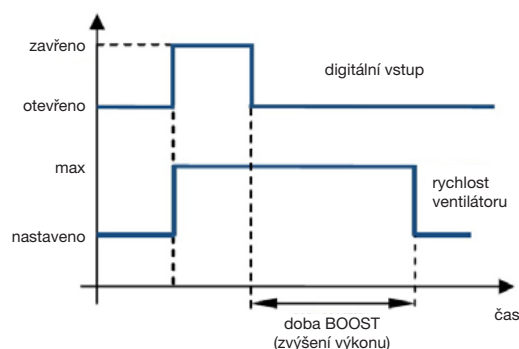 zavřeno
digitální vstup
otevřeno
max
rychlost
ventilátoru
nastaveno
čas
doba BOOST
(zvýšení výkonu)